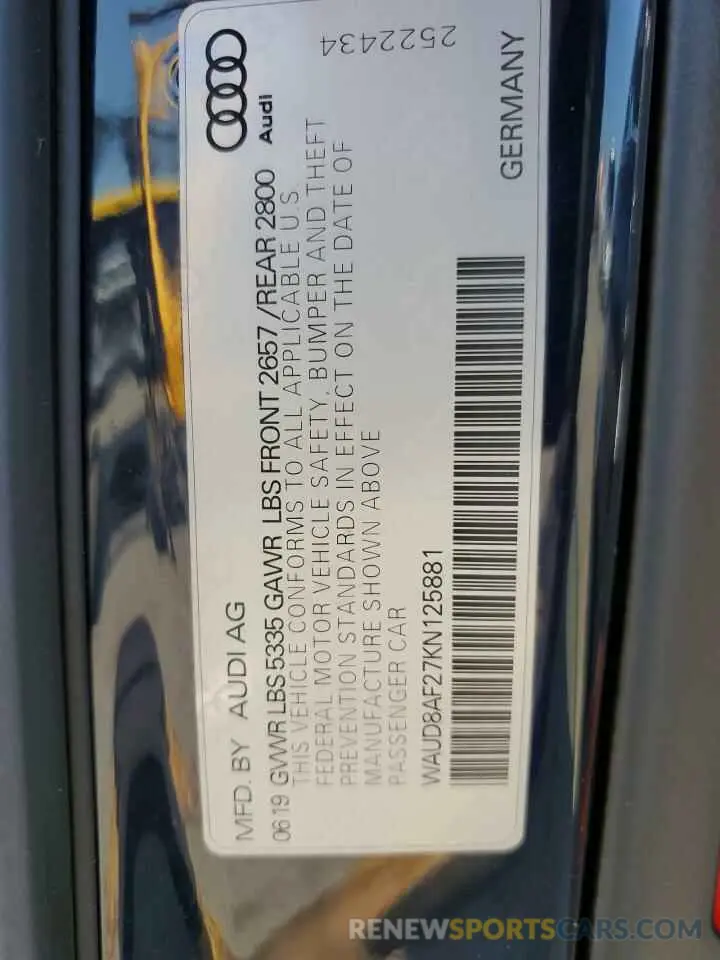 MFD. BY AUDI AG
Audi
06 19 GVWR LBS 5335 GAWR LBS FRONT 2657 /REAR 2800
THIS VEHICLE CONFORMS TO ALL APPLICABLE U S
FEDERAL MOTOR VEHICLE SAFETY, BUMPER AND THEFT
PREVENTION STANDARDS IN EFFECT ON THE DATE OF
MANUFACTURE SHOWN ABOVE
PASSENGER CAR
2522434
WAUD8AF27KN125881
GERMANY
RENEWSPORTSCARS.COM